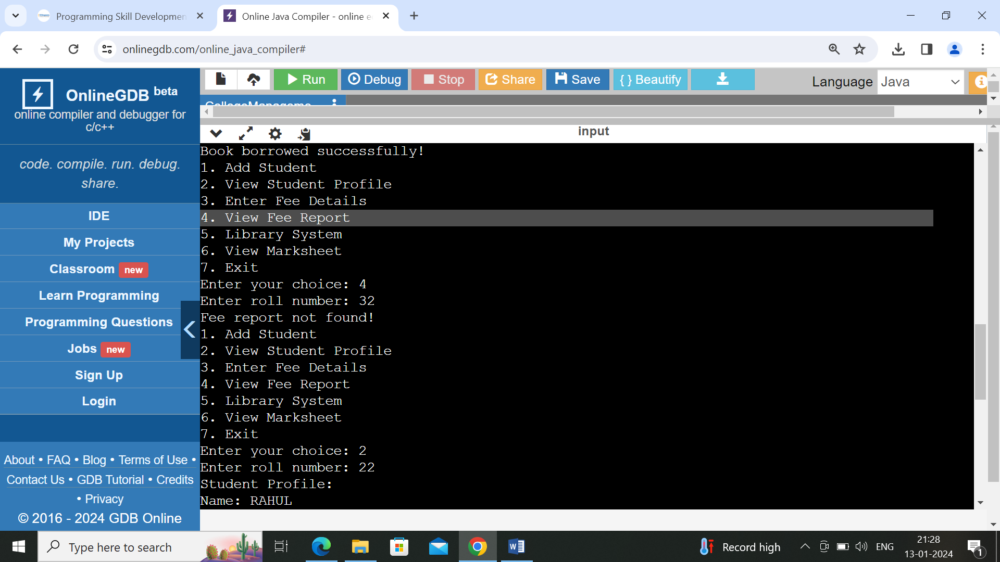 Programming Skill Developmen
Online Java Compiler - online e
onlinegdb.com/online_java_compiler#
OnlineGDB beta
online compiler and debugger for
c/c++
code. compile. run. debug.
share.
IDE
My Projects
Classroom new
Learn Programming
Programming Questions
Jobs new
Sign Up
Login
About • FAQ • Blog • Terms of Use •
Contact Us • GDB Tutorial • Credits
• Privacy
© 2016 - 2024 GDB Online
Run
Debug
Stop
Share
Save
{ } Beautify
Language Java
CollegeManageme
input
Book borrowed successfully!
1. Add Student
2. View Student Profile
3. Enter Fee Details
4. View Fee Report
5. Library System
6. View Marksheet
7. Exit
Enter your choice: 4
Enter roll number: 32
Fee report not found!
1. Add Student
2. View Student Profile
3. Enter Fee Details
4. View Fee Report
5. Library System
6. View Marksheet
7. Exit
Enter your choice: 2
Enter roll number: 22
Student Profile:
Name: RAHUL
Type here to search
Record high
ENG
21:28
13-01-2024
1